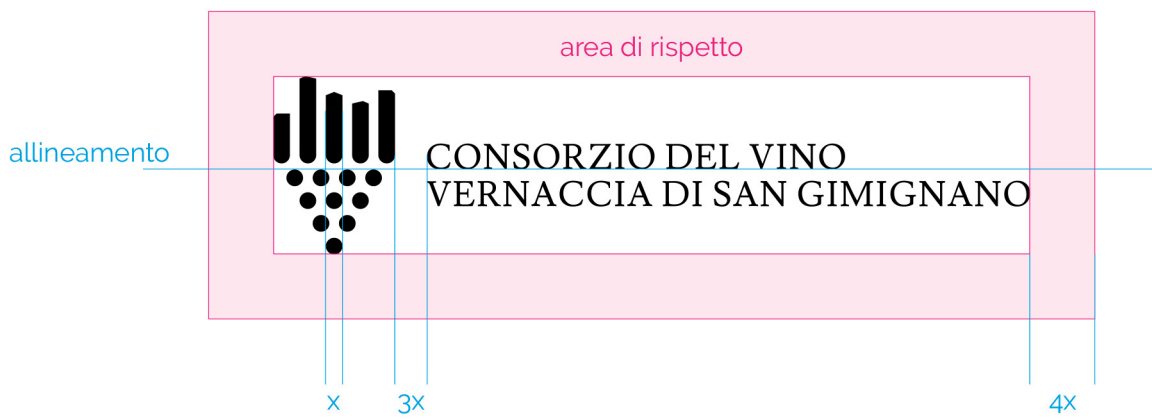 area di rispetto
allineamento
CONSORZIO DEL VINO
VERNACCIA DI SAN GIMIGNANO
x 3x 4x